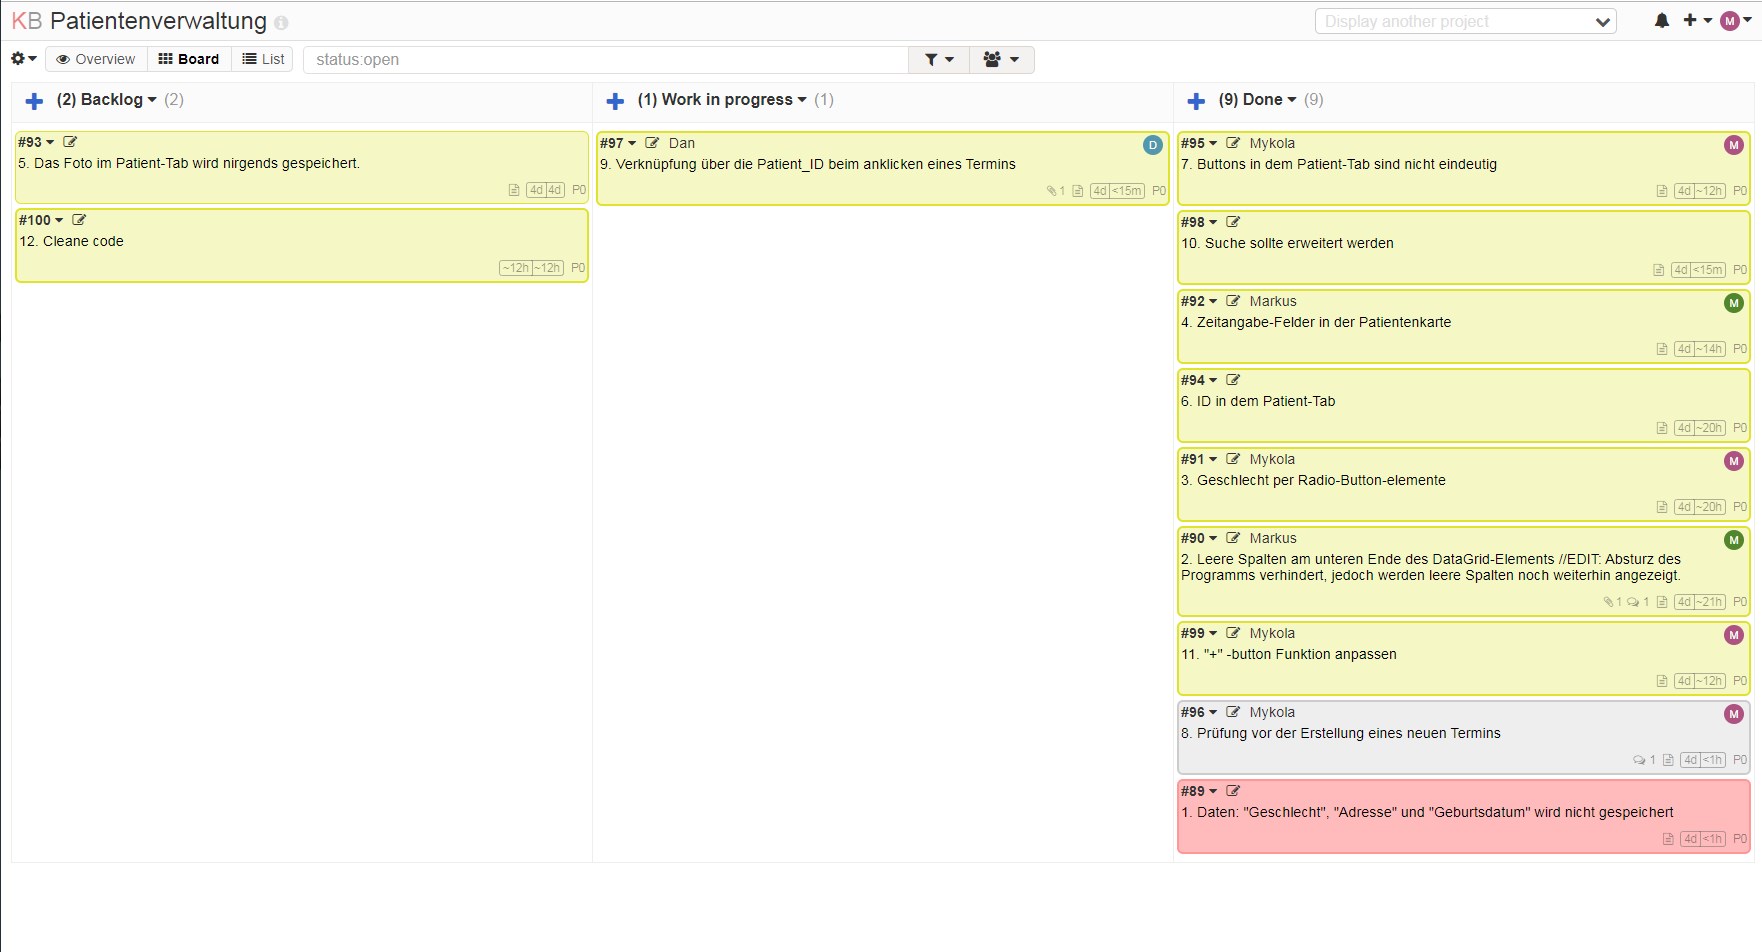 KB Patientenverwaltung
Display another project
M
Overview
Board
List
status:open
(2) Backlog (2)
#93
5. Das Foto im Patient-Tab wird nirgends gespeichert.
4d 4d P0
#100
12. Cleane code
~12h ~12h P0
(1) Work in progress (1)
#97 Dan
D
9. Verknüpfung über die Patient_ID beim anklicken eines Termins
1 4d <15m P0
(9) Done (9)
#95 Mykola
M
7. Buttons in dem Patient-Tab sind nicht eindeutig
4d ~12h P0
#98
10. Suche sollte erweitert werden
4d <15m P0
#92 Markus
M
4. Zeitangabe-Felder in der Patientenkarte
4d ~14h P0
#94
6. ID in dem Patient-Tab
4d ~20h P0
#91 Mykola
M
3. Geschlecht per Radio-Button-elemente
4d ~20h P0
#90 Markus
M
2. Leere Spalten am unteren Ende des DataGrid-Elements //EDIT: Absturz des
Programms verhindert, jedoch werden leere Spalten noch weiterhin angezeigt.
1 1 4d ~21h P0
#99 Mykola
M
11. "+" -button Funktion anpassen
4d ~12h P0
#96 Mykola
M
8. Prüfung vor der Erstellung eines neuen Termins
1 4d <1h P0
#89
1. Daten: "Geschlecht", "Adresse" und "Geburtsdatum" wird nicht gespeichert
4d <1h P0